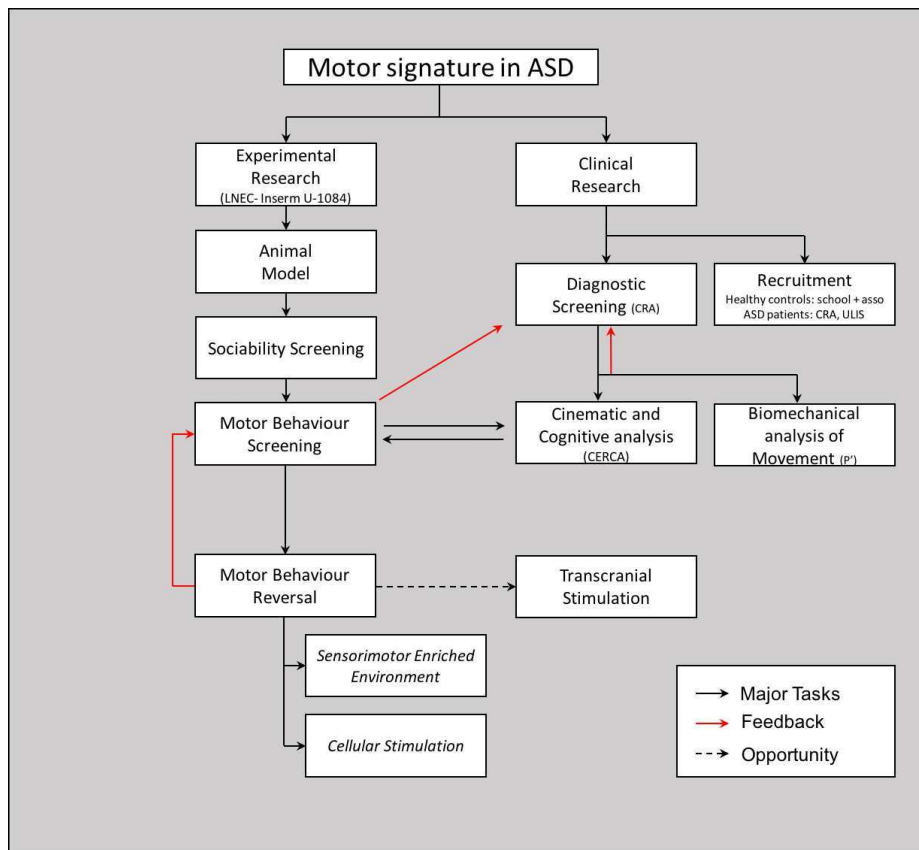 Motor signature in ASD
Experimental
Research
(LNEC- Inserm U-1084)
Clinical
Research
Animal
Model
Diagnostic
Screening (CRA)
Recruitment
Healthy controls: school + asso
ASD patients: CRA, ULIS
Sociability Screening
Motor Behaviour
Screening
Cinematic and
Cognitive analysis
(CERCA)
Biomechanical
analysis of
Movement (P')
Motor Behaviour
Reversal
Transcranial
Stimulation
Sensorimotor Enriched
Environment
Cellular Stimulation
Major Tasks
Feedback
Opportunity